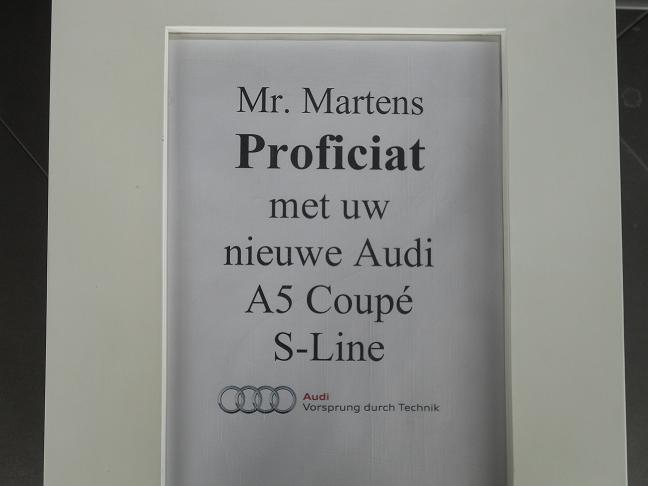 Mr. Martens
Proficiat
met uw
nieuwe Audi
A5 Coupé
S-Line
Audi
Vorsprung durch Technik